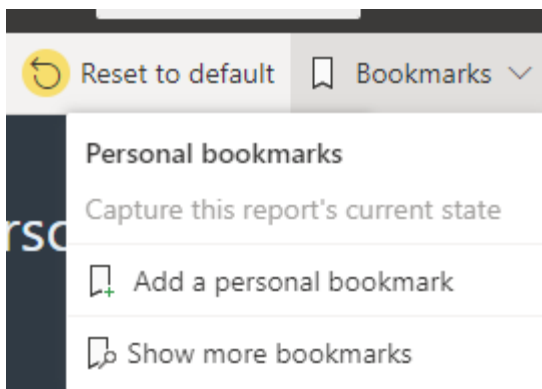 Reset to default Bookmarks
Personal bookmarks
Capture this report's current state
Add a personal bookmark
Show more bookmarks